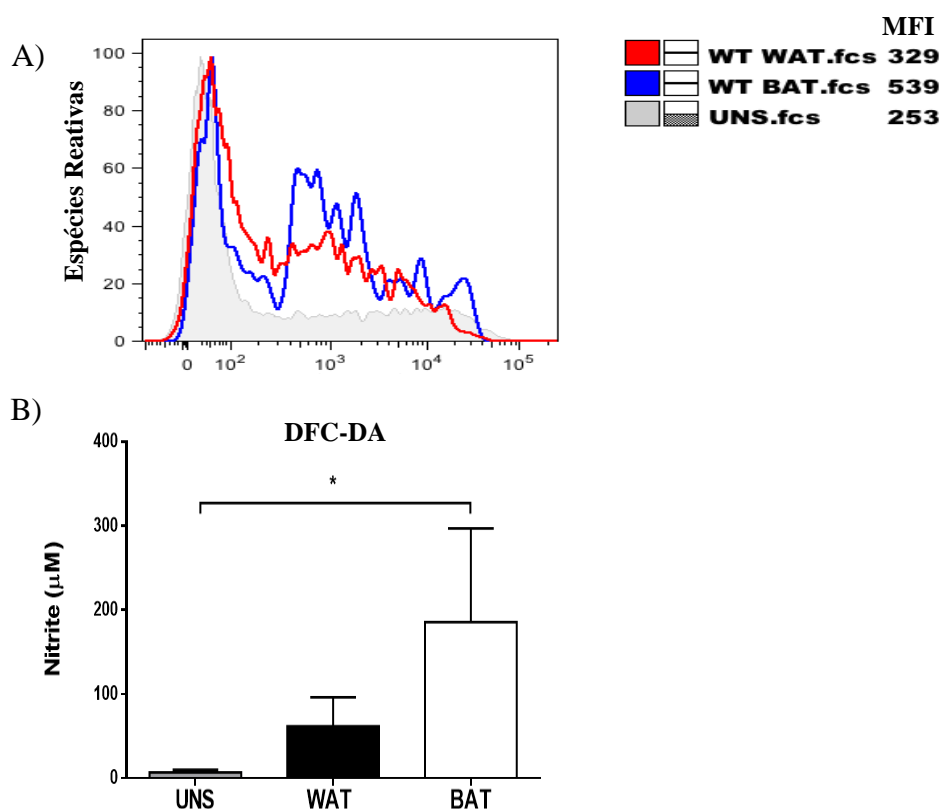 A)
MFI
WT WAT.fcs 329
WT BAT.fcs 539
UNS.fcs 253
Espécies Reativas
100
80
60
40
20
0
0 10² 10³ 10⁴ 10⁵
B)
DFC-DA
*
Nitrite (µM)
400
300
200
100
0
UNS WAT BAT